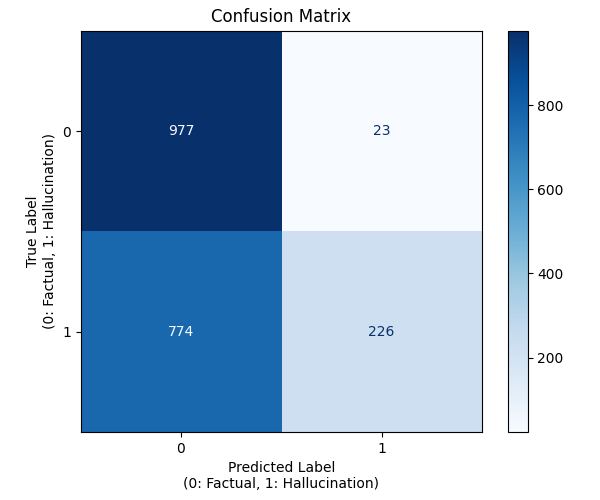 Confusion Matrix
True Label
(0: Factual, 1: Hallucination)
0
977
23
1
774
226
0
1
Predicted Label
(0: Factual, 1: Hallucination)
800
600
400
200